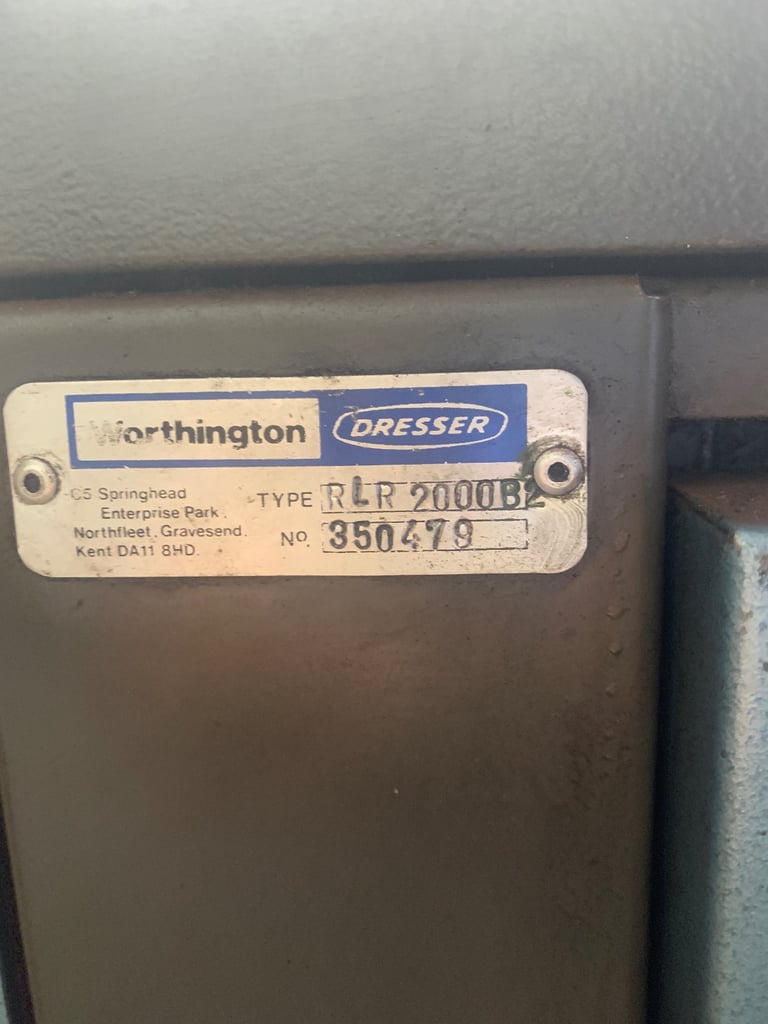 Worthington DRESSER
C5 Springhead
Enterprise Park.
Northfleet, Gravesend.
Kent DA11 8HD.
TYPE RLR 2000B2
No. 350479